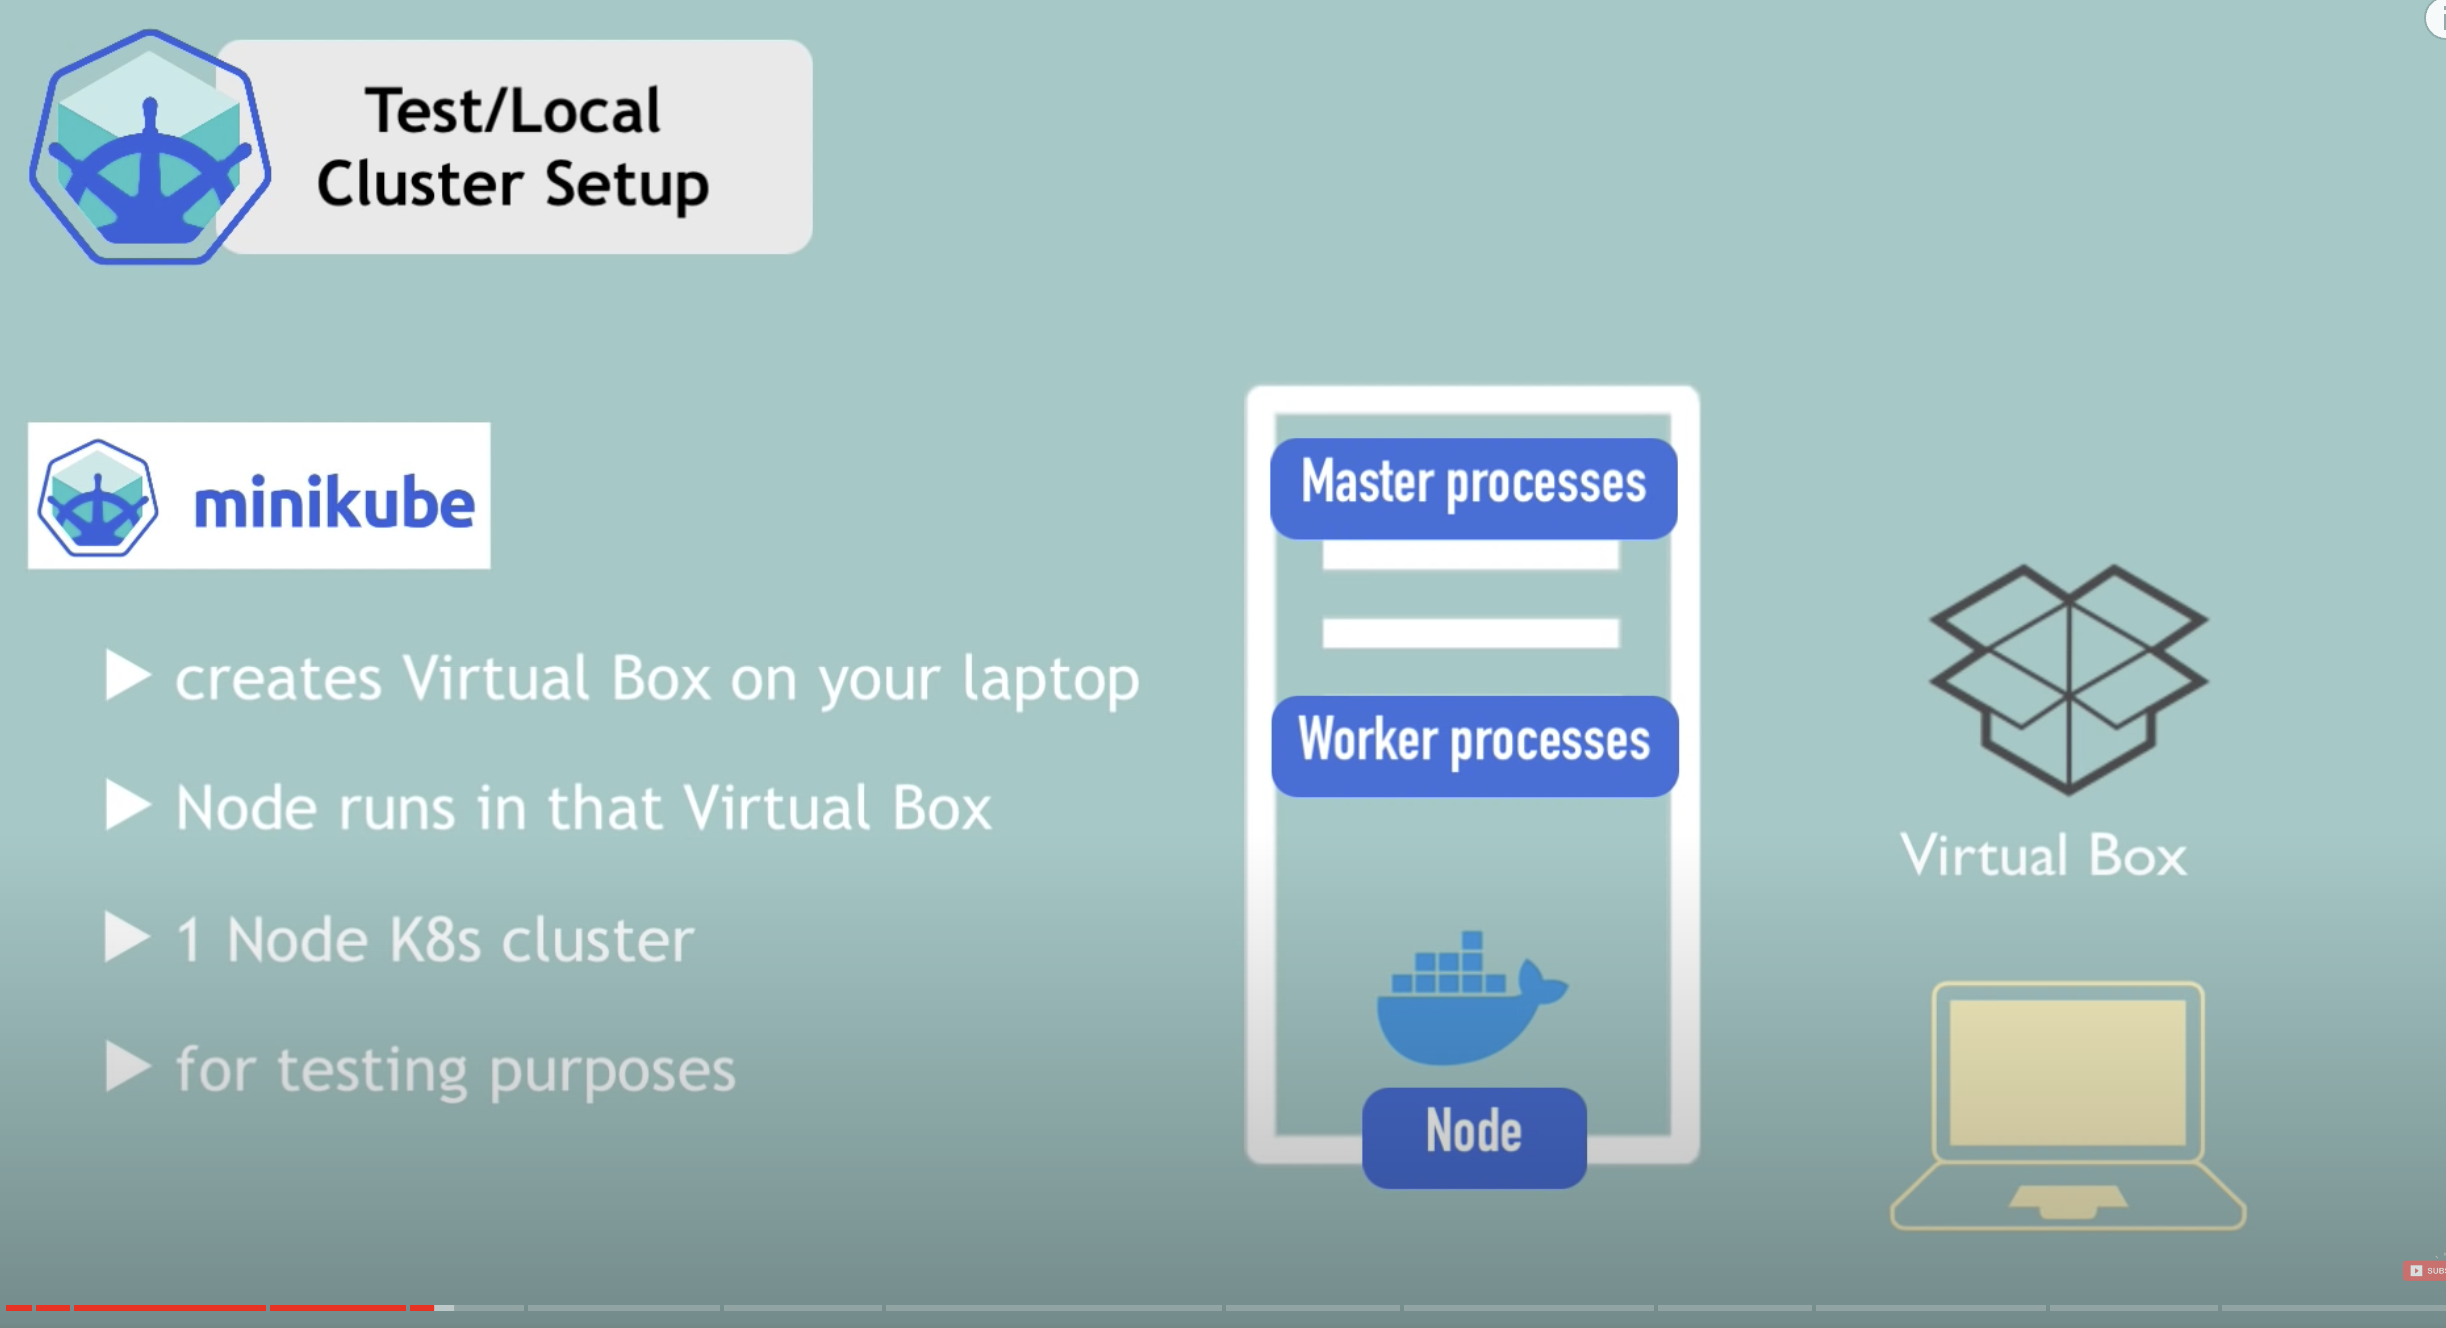 Test/Local
Cluster Setup
minikube
creates Virtual Box on your laptop
Node runs in that Virtual Box
1 Node K8s cluster
for testing purposes
Master processes
Worker processes
Node
Virtual Box